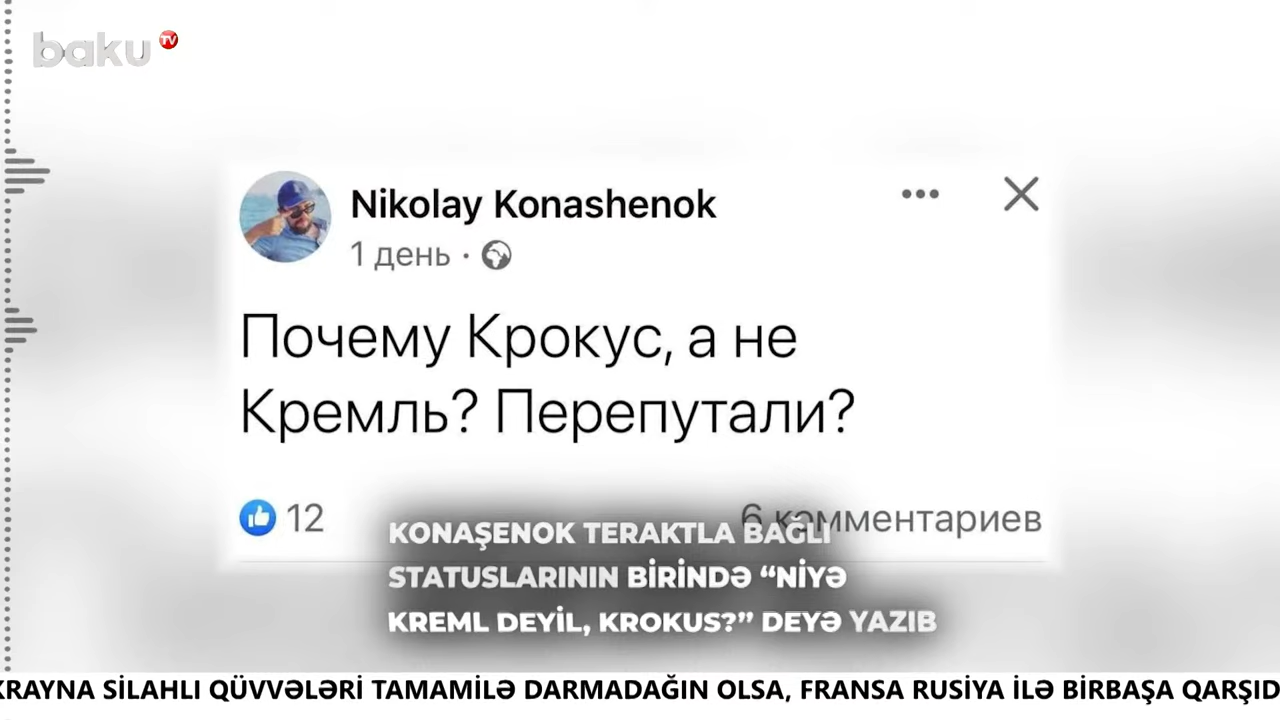 baku TV
Nikolay Konashenok
1 день ·
Почему Крокус, а не
Кремль? Перепутали?
12
6 комментариев
KONAŞENOK TERAKTLA BAĞLI
STATUSLARININ BİRİNDƏ “NİYƏ
KREML DEYİL, KROKUS?” DEYƏ YAZIB
KRAYNA SİLAHLI QÜVVƏLƏRİ TAMAMİLƏ DARMADAĞIN OLSA, FRANSA RUSİYA İLƏ BİRBAŞA QARŞID